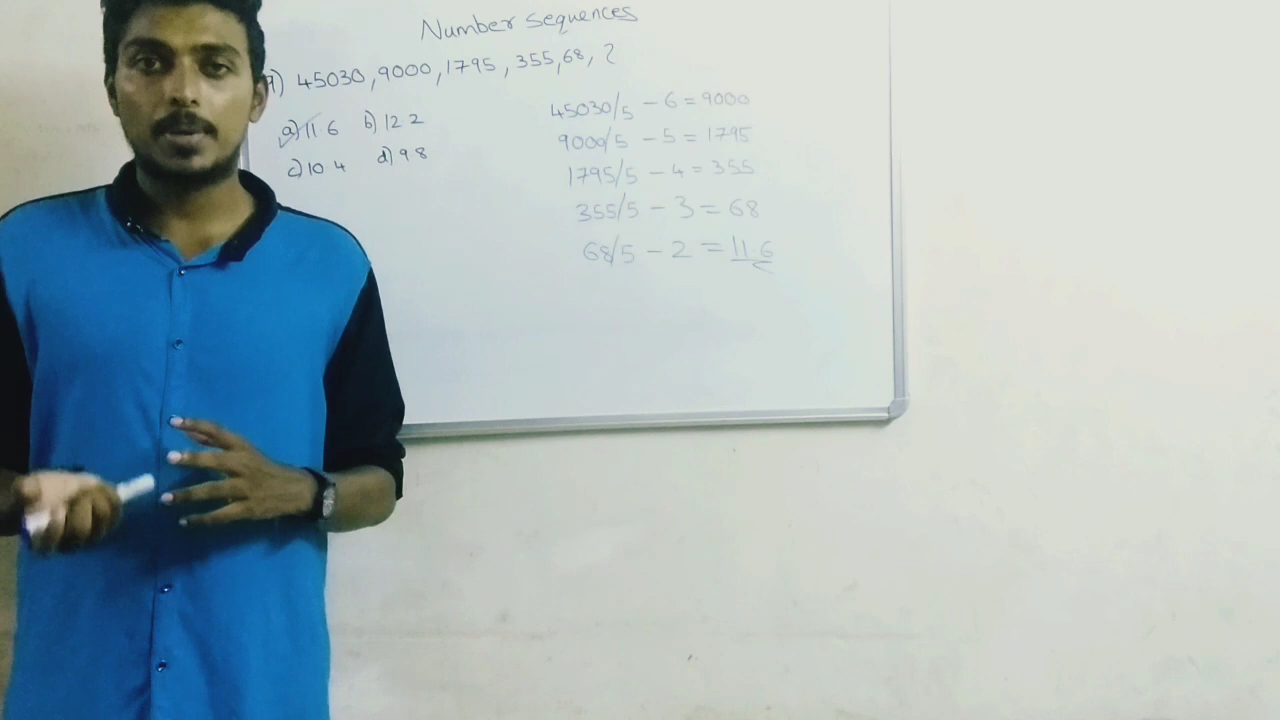 Number sequences
q) 45030, 9000, 1795, 355, 68, ?
a) 11 6 b) 12 2
c) 10 4 d) 9 8
45030/5 - 6 = 9000
9000/5 - 5 = 1795
1795/5 - 4 = 355
355/5 - 3 = 68
68/5 - 2 = 11.6